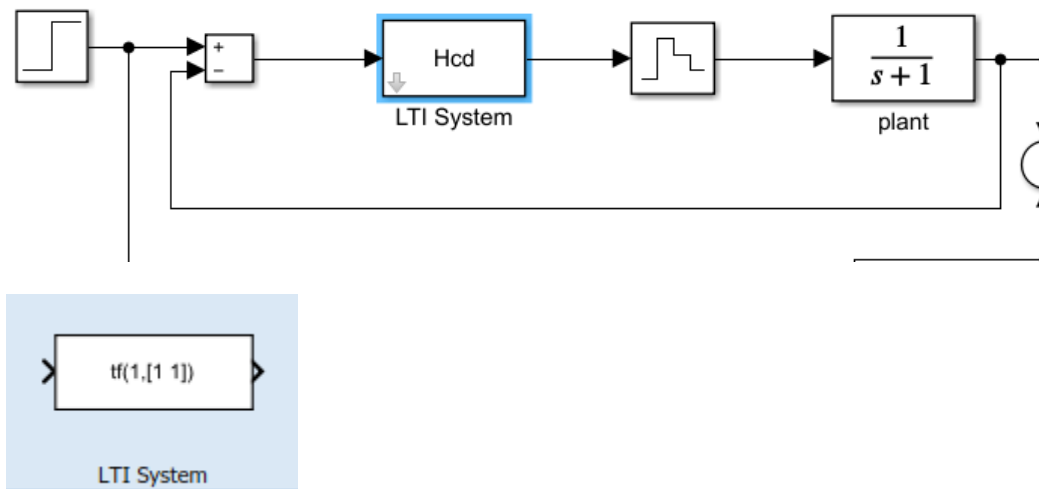 +
−
Hcd
LTI System
1
s + 1
plant
tf(1,[1 1])
LTI System